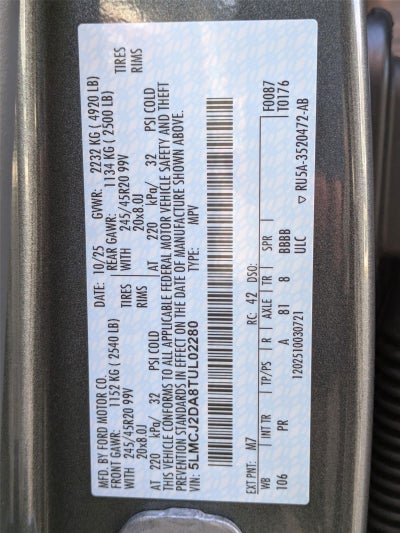 MFD. BY FORD MOTOR CO. DATE: 10/25 GVWR: 2232 KG ( 4920 LB)
FRONT GAWR: 1152 KG ( 2540 LB) REAR GAWR: 1134 KG ( 2500 LB)
WITH 245/45R20 99V TIRES WITH 245/45R20 99V TIRES
20x8.0J RIMS 20x8.0J RIMS
AT 220 kPa/ 32 PSI COLD AT 220 kPa/ 32 PSI COLD
THIS VEHICLE CONFORMS TO ALL APPLICABLE FEDERAL MOTOR VEHICLE SAFETY AND THEFT
PREVENTION STANDARDS IN EFFECT ON THE DATE OF MANUFACTURE SHOWN ABOVE.
VIN: 5LMCJ2DA8TUL02280 TYPE: MPV
EXT PNT: M7 RC: 42 DSO: F0087
T0176
WB INT TR TP/PS R AXLE TR SPR
106 PR A 81 8 BBBB
ULC
1202510030721 RU5A-3520472-AB